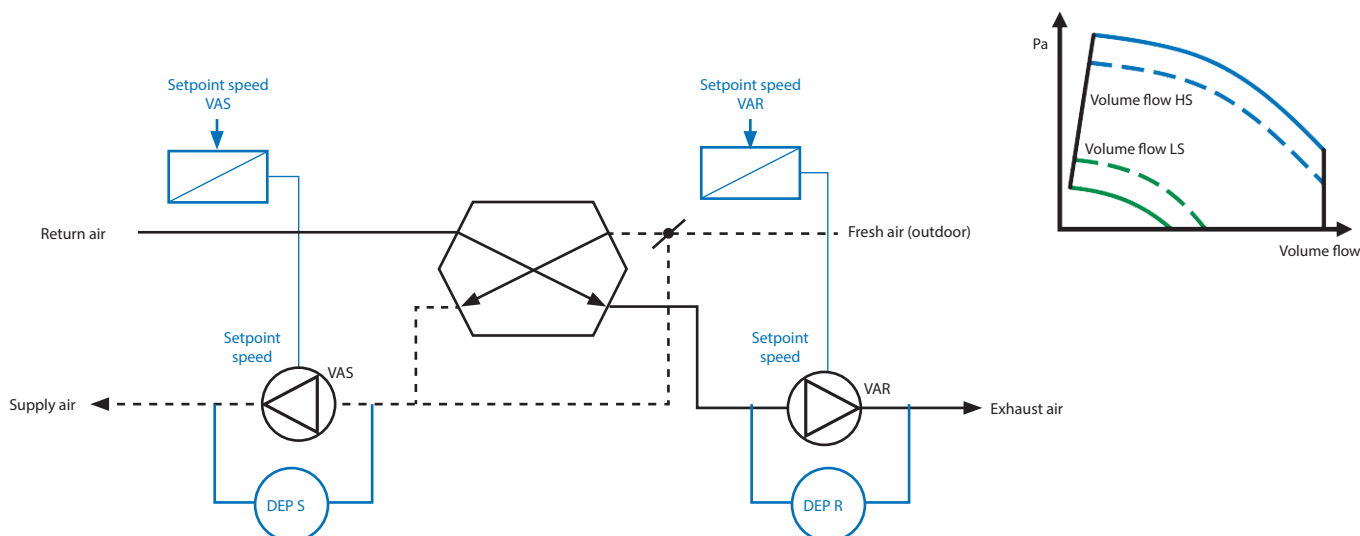 Pa
Setpoint speed
VAS
Setpoint speed
VAR
Volume flow HS
Volume flow LS
Return air
Fresh air (outdoor)
Volume flow
Setpoint
speed
VAS
Setpoint
speed
VAR
Supply air
Exhaust air
DEP S
DEP R